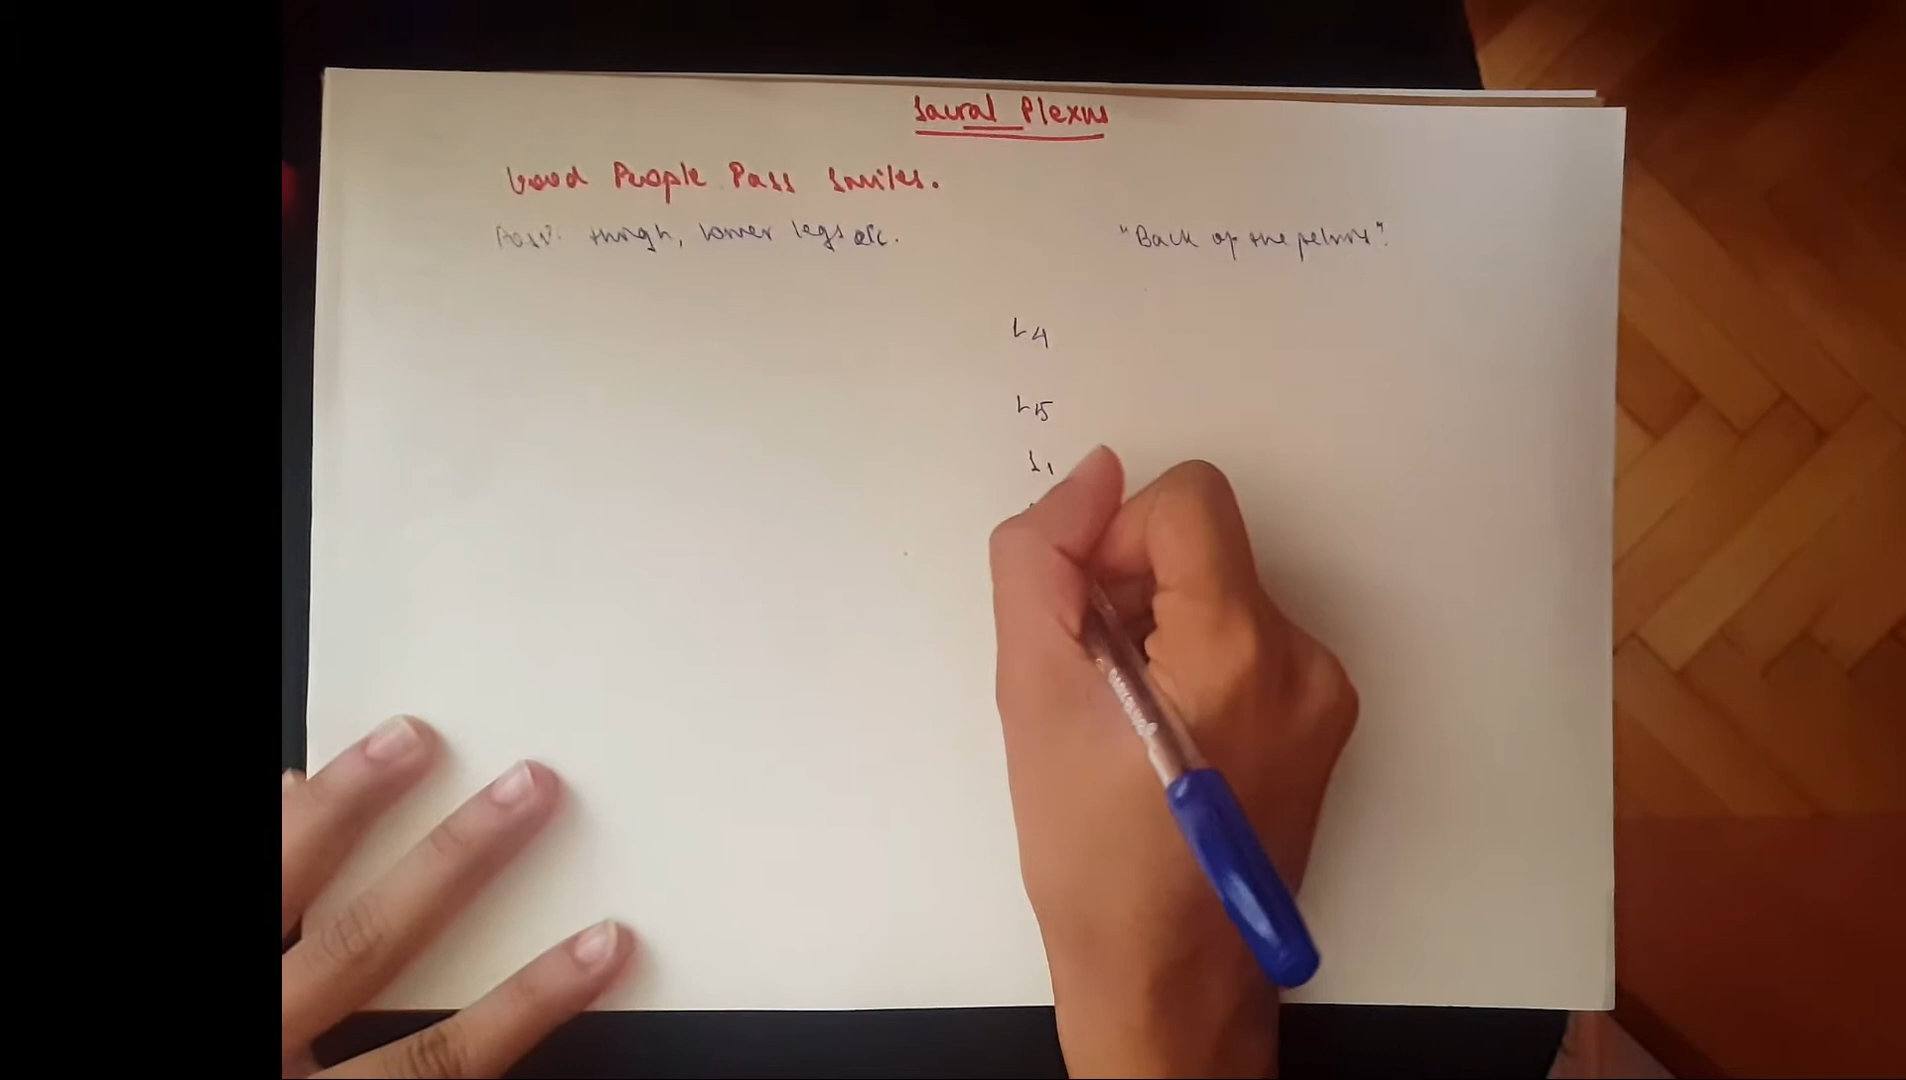 Sacral Plexus
Good People Pass Smiles.
Post. thigh, lower legs etc.
"Back of the pelvis".
L4
L5
S1